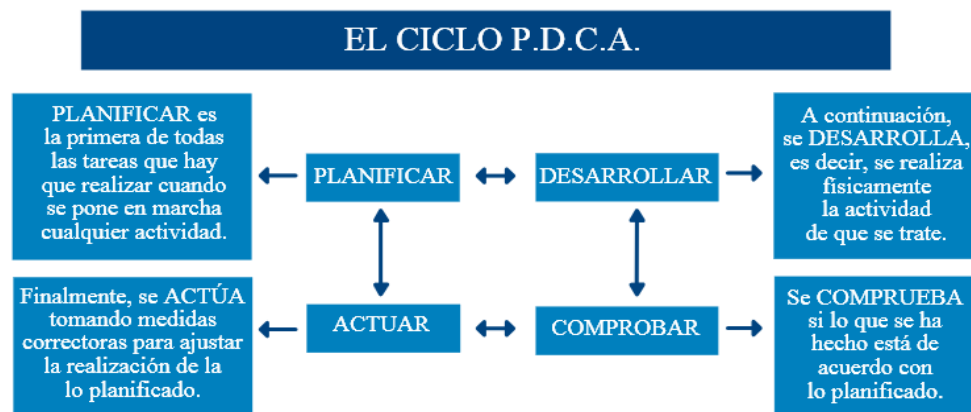 EL CICLO P.D.C.A.
PLANIFICAR es
la primera de todas
las tareas que hay
que realizar cuando
se pone en marcha
cualquier actividad.
PLANIFICAR
DESARROLLAR
A continuación,
se DESARROLLA,
es decir, se realiza
físicamente
la actividad
de que se trate.
Finalmente, se ACTÚA
tomando medidas
correctoras para ajustar
la realización de la
lo planificado.
ACTUAR
COMPROBAR
Se COMPRUEBA
si lo que se ha
hecho está de
acuerdo con
lo planificado.